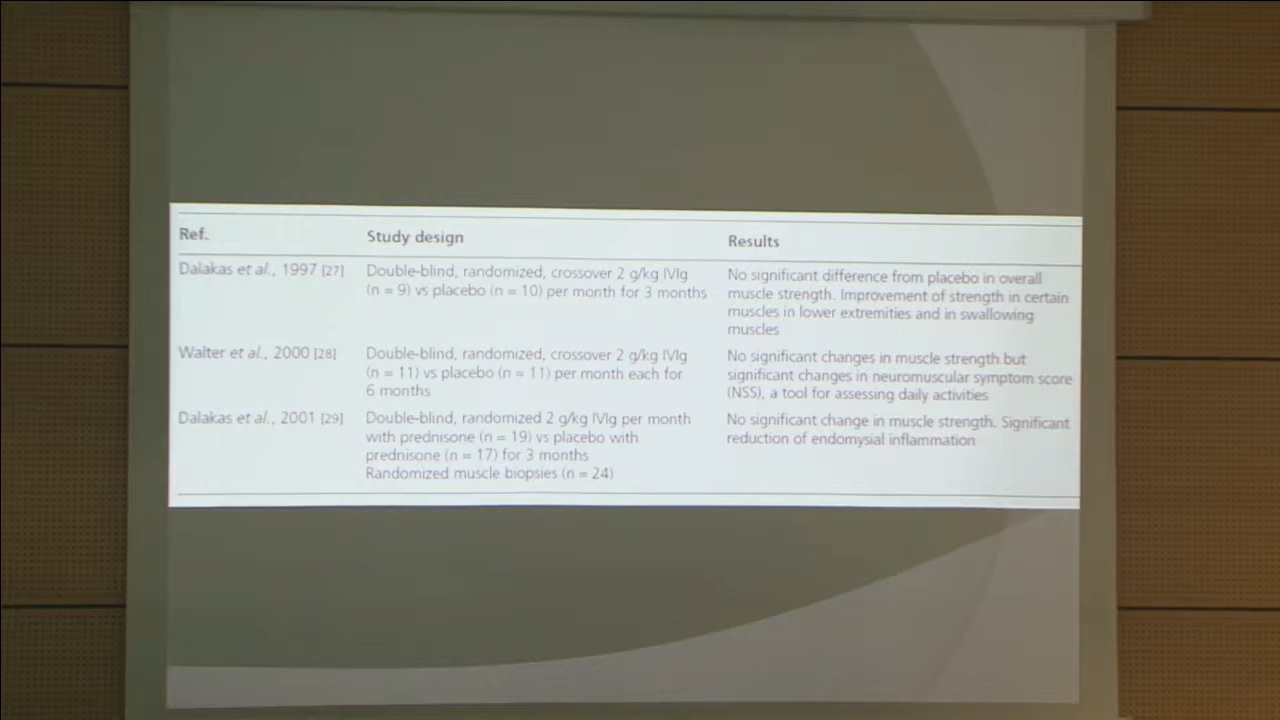 Ref. Study design Results
Dalakas et al., 1997 [27]
Double-blind, randomized, crossover 2 g/kg IVIg
(n = 9) vs placebo (n = 10) per month for 3 months
No significant difference from placebo in overall
muscle strength. Improvement of strength in certain
muscles in lower extremities and in swallowing
muscles
Walter et al., 2000 [28]
Double-blind, randomized, crossover 2 g/kg IVIg
(n = 11) vs placebo (n = 11) per month each for
6 months
No significant changes in muscle strength but
significant changes in neuromuscular symptom score
(NSS), a tool for assessing daily activities
Dalakas et al., 2001 [29]
Double-blind, randomized 2 g/kg IVIg per month
with prednisone (n = 19) vs placebo with
prednisone (n = 17) for 3 months
Randomized muscle biopsies (n = 24)
No significant change in muscle strength. Significant
reduction of endomysial inflammation